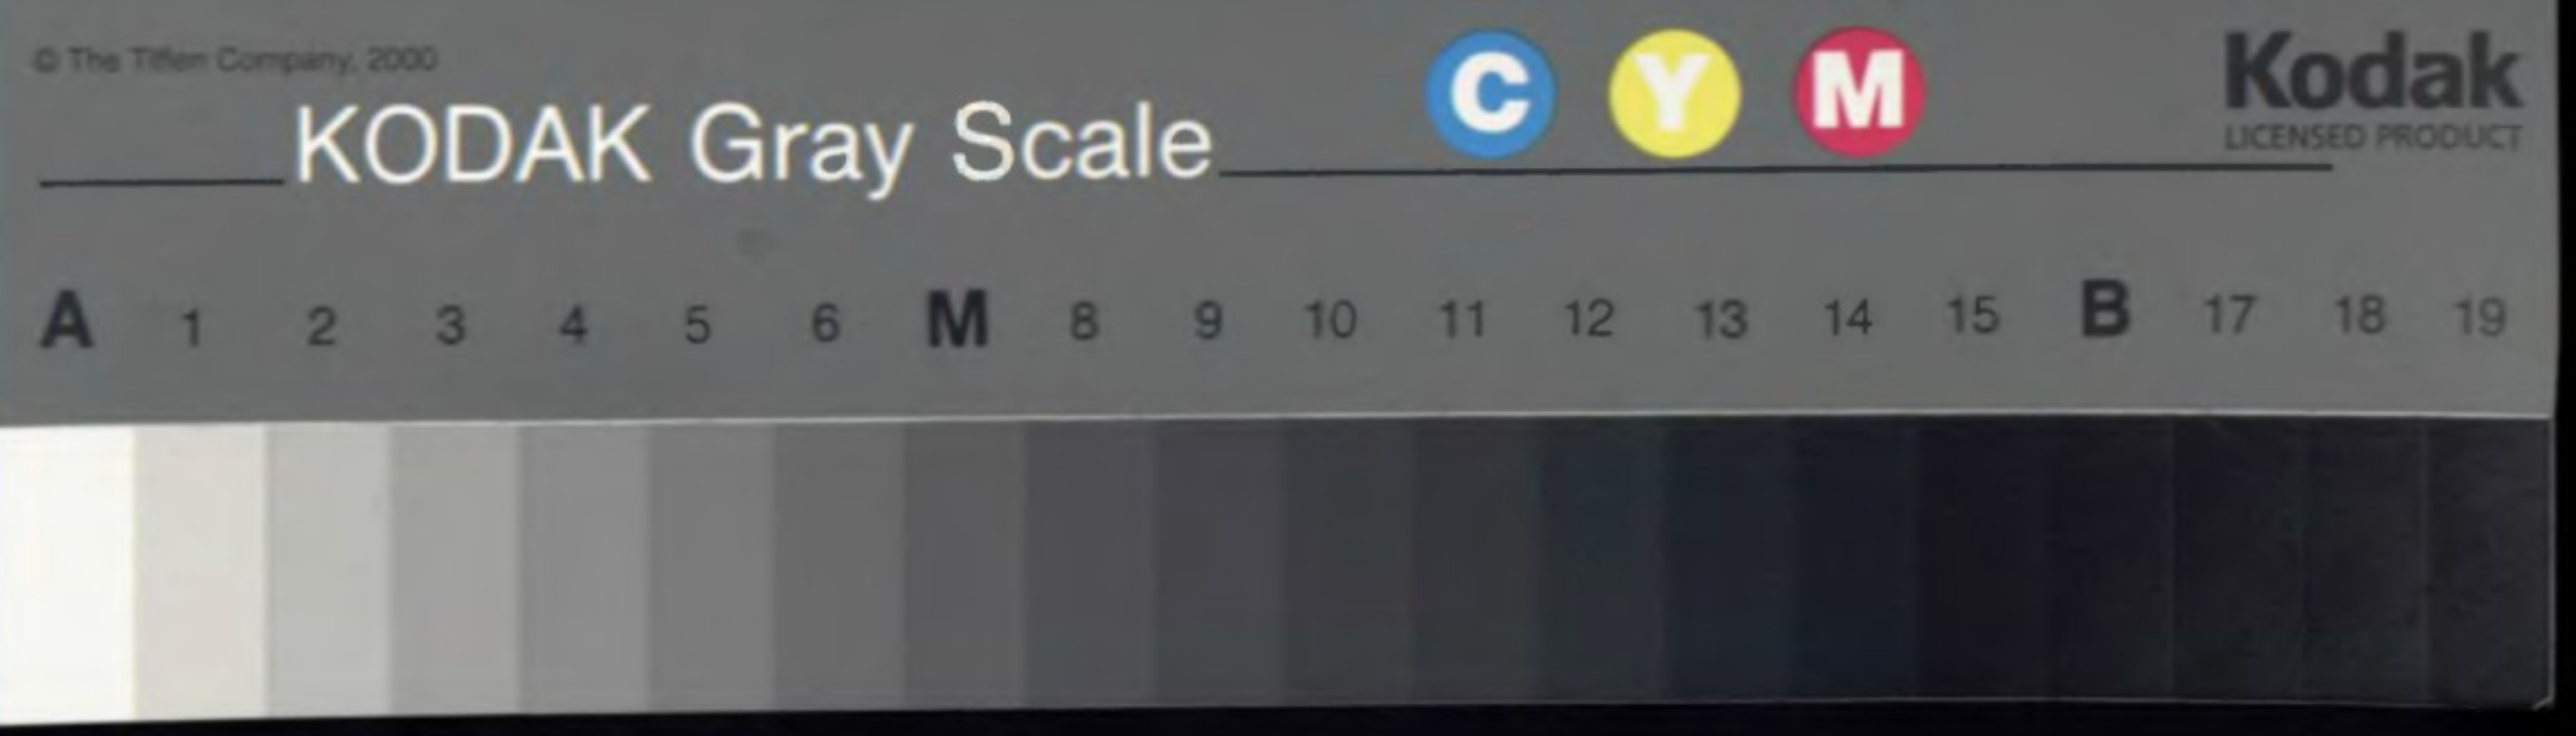 © The Tiffen Company, 2000
KODAK Gray Scale
C Y M
Kodak
LICENSED PRODUCT
A 1 2 3 4 5 6 M 8 9 10 11 12 13 14 15 B 17 18 19